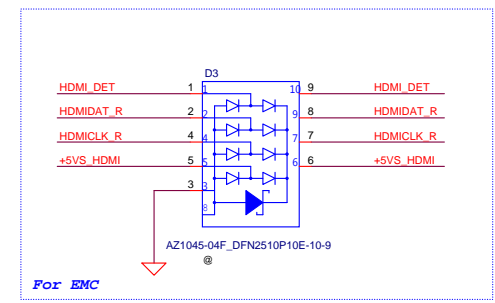 D3
HDMI_DET 1 1 10 9 HDMI_DET
HDMIDAT_R 2 2 9 8 HDMIDAT_R
HDMICLK_R 4 4 7 7 HDMICLK_R
+5VS_HDMI 5 5 6 6 +5VS_HDMI
3 3
8
AZ1045-04F_DFN2510P10E-10-9
@
For EMC